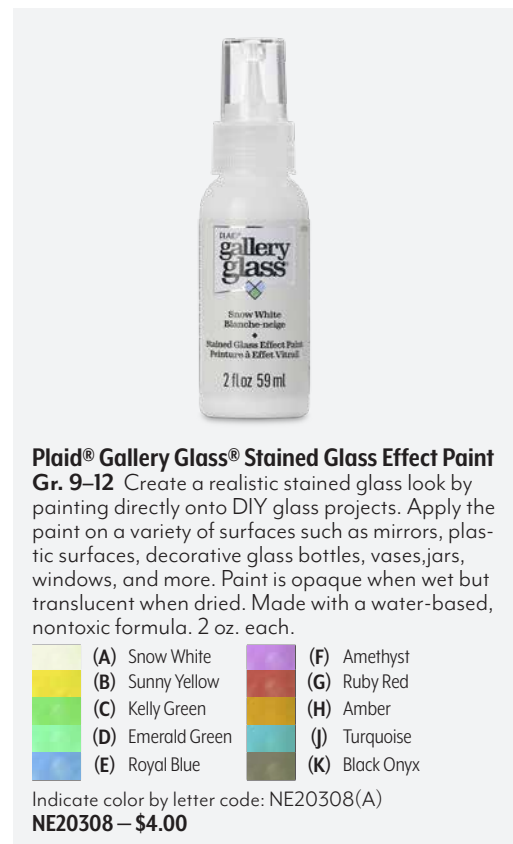 PLAID®
gallery
glass®
Snow White
Blanche-neige
Stained Glass Effect Paint
Peinture à Effet Vitrail
2 fl oz 59 ml
Plaid® Gallery Glass® Stained Glass Effect Paint
Gr. 9–12 Create a realistic stained glass look by
painting directly onto DIY glass projects. Apply the
paint on a variety of surfaces such as mirrors, plas-
tic surfaces, decorative glass bottles, vases,jars,
windows, and more. Paint is opaque when wet but
translucent when dried. Made with a water-based,
nontoxic formula. 2 oz. each.
(A) Snow White
(B) Sunny Yellow
(C) Kelly Green
(D) Emerald Green
(E) Royal Blue
(F) Amethyst
(G) Ruby Red
(H) Amber
(J) Turquoise
(K) Black Onyx
Indicate color by letter code: NE20308(A)
NE20308 — $4.00